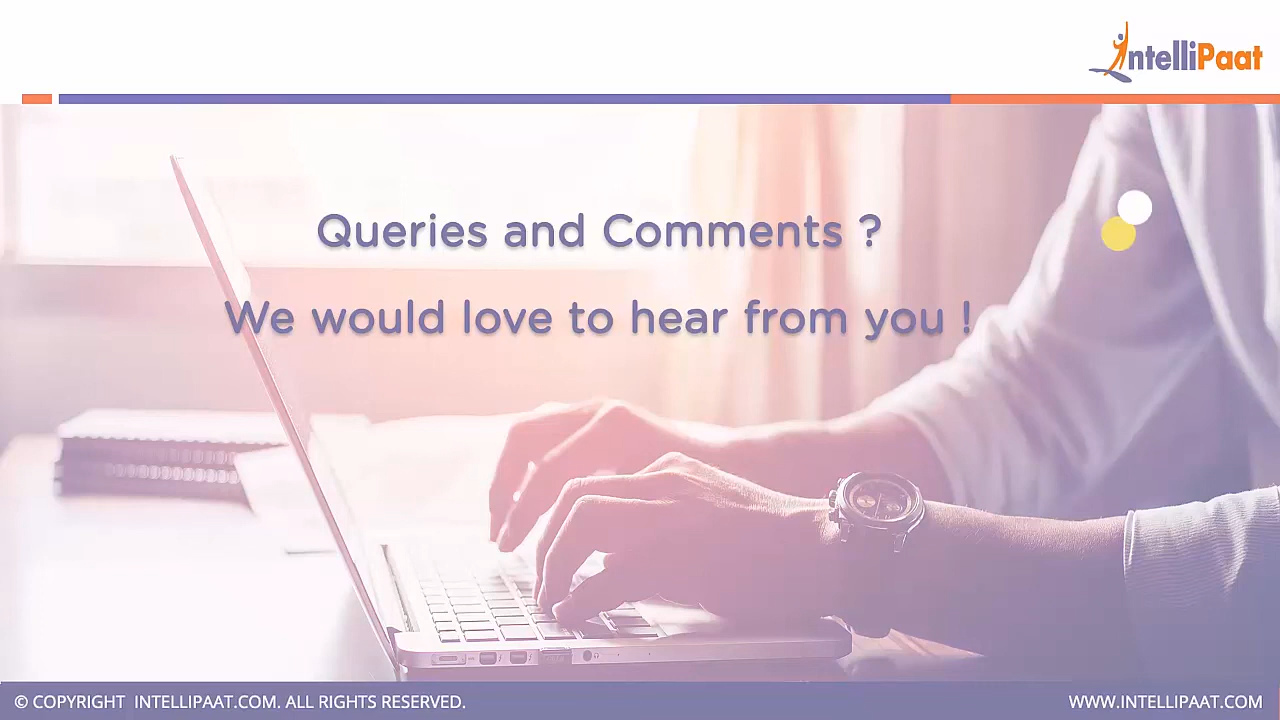 IntelliPaat
Queries and Comments ?
We would love to hear from you !
© COPYRIGHT INTELLIPAAT.COM. ALL RIGHTS RESERVED.
WWW.INTELLIPAAT.COM